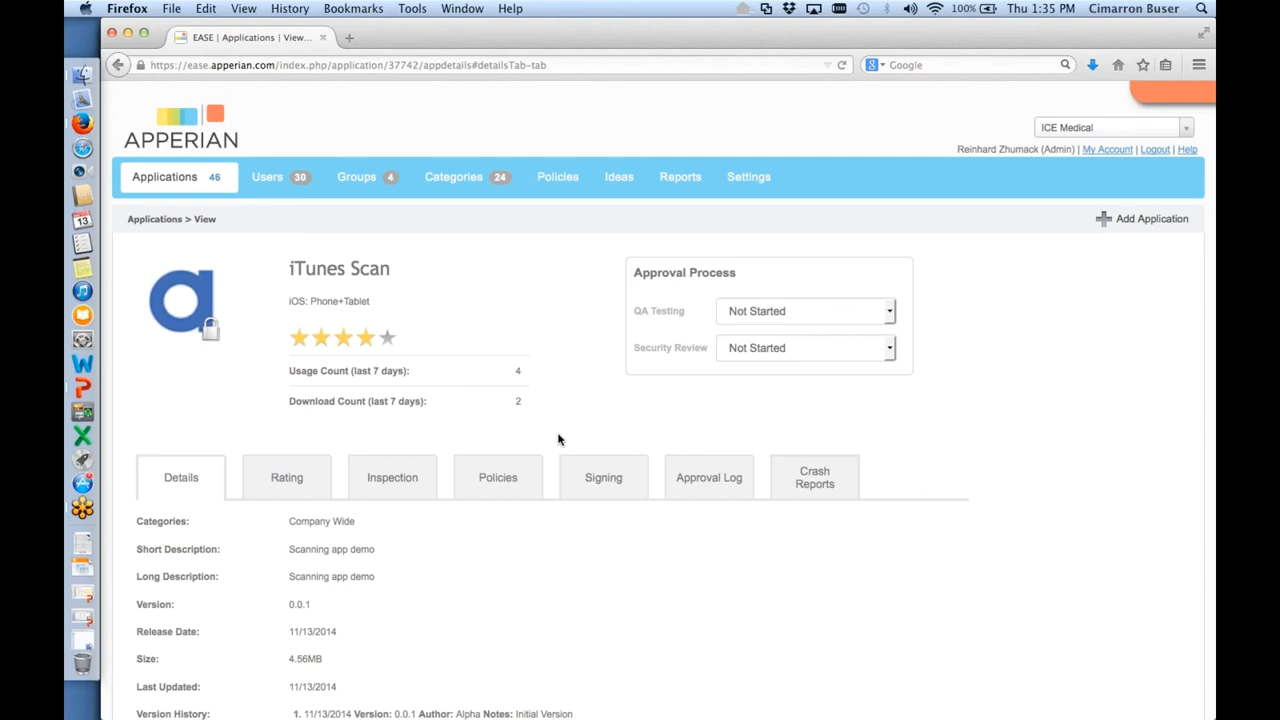 Firefox File Edit View History Bookmarks Tools Window Help 100% Thu 1:35 PM Cimarron Buser
EASE | Applications | View...
https://ease.apperian.com/index.php/application/37742/appdetails#detailsTab-tab Google
APPERIAN
ICE Medical
Reinhard Zhumack (Admin) | My Account | Logout | Help
Applications 46 Users 30 Groups 4 Categories 24 Policies Ideas Reports Settings
Applications > View Add Application
iTunes Scan
iOS: Phone+Tablet
Usage Count (last 7 days): 4
Download Count (last 7 days): 2
Approval Process
QA Testing Not Started
Security Review Not Started
Details Rating Inspection Policies Signing Approval Log Crash Reports
Categories: Company Wide
Short Description: Scanning app demo
Long Description: Scanning app demo
Version: 0.0.1
Release Date: 11/13/2014
Size: 4.56MB
Last Updated: 11/13/2014
Version History: 1. 11/13/2014 Version: 0.0.1 Author: Alpha Notes: Initial Version
13